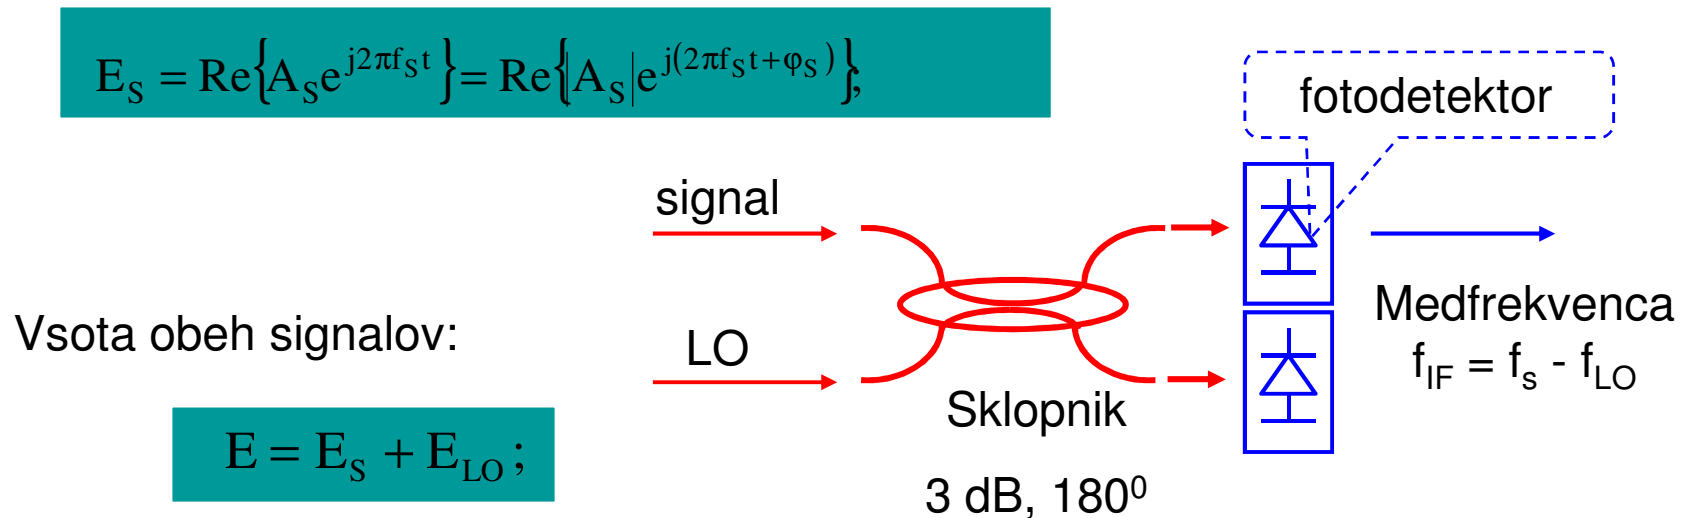 E_S = Re{A_S e^{j2πf_S t}} = Re{|A_S| e^{j(2πf_S t+φ_S)}};
fotodetektor
signal
Vsota obeh signalov:
LO
Medfrekvenca
f_IF = f_s - f_LO
Sklopnik
3 dB, 180⁰
E = E_S + E_LO;